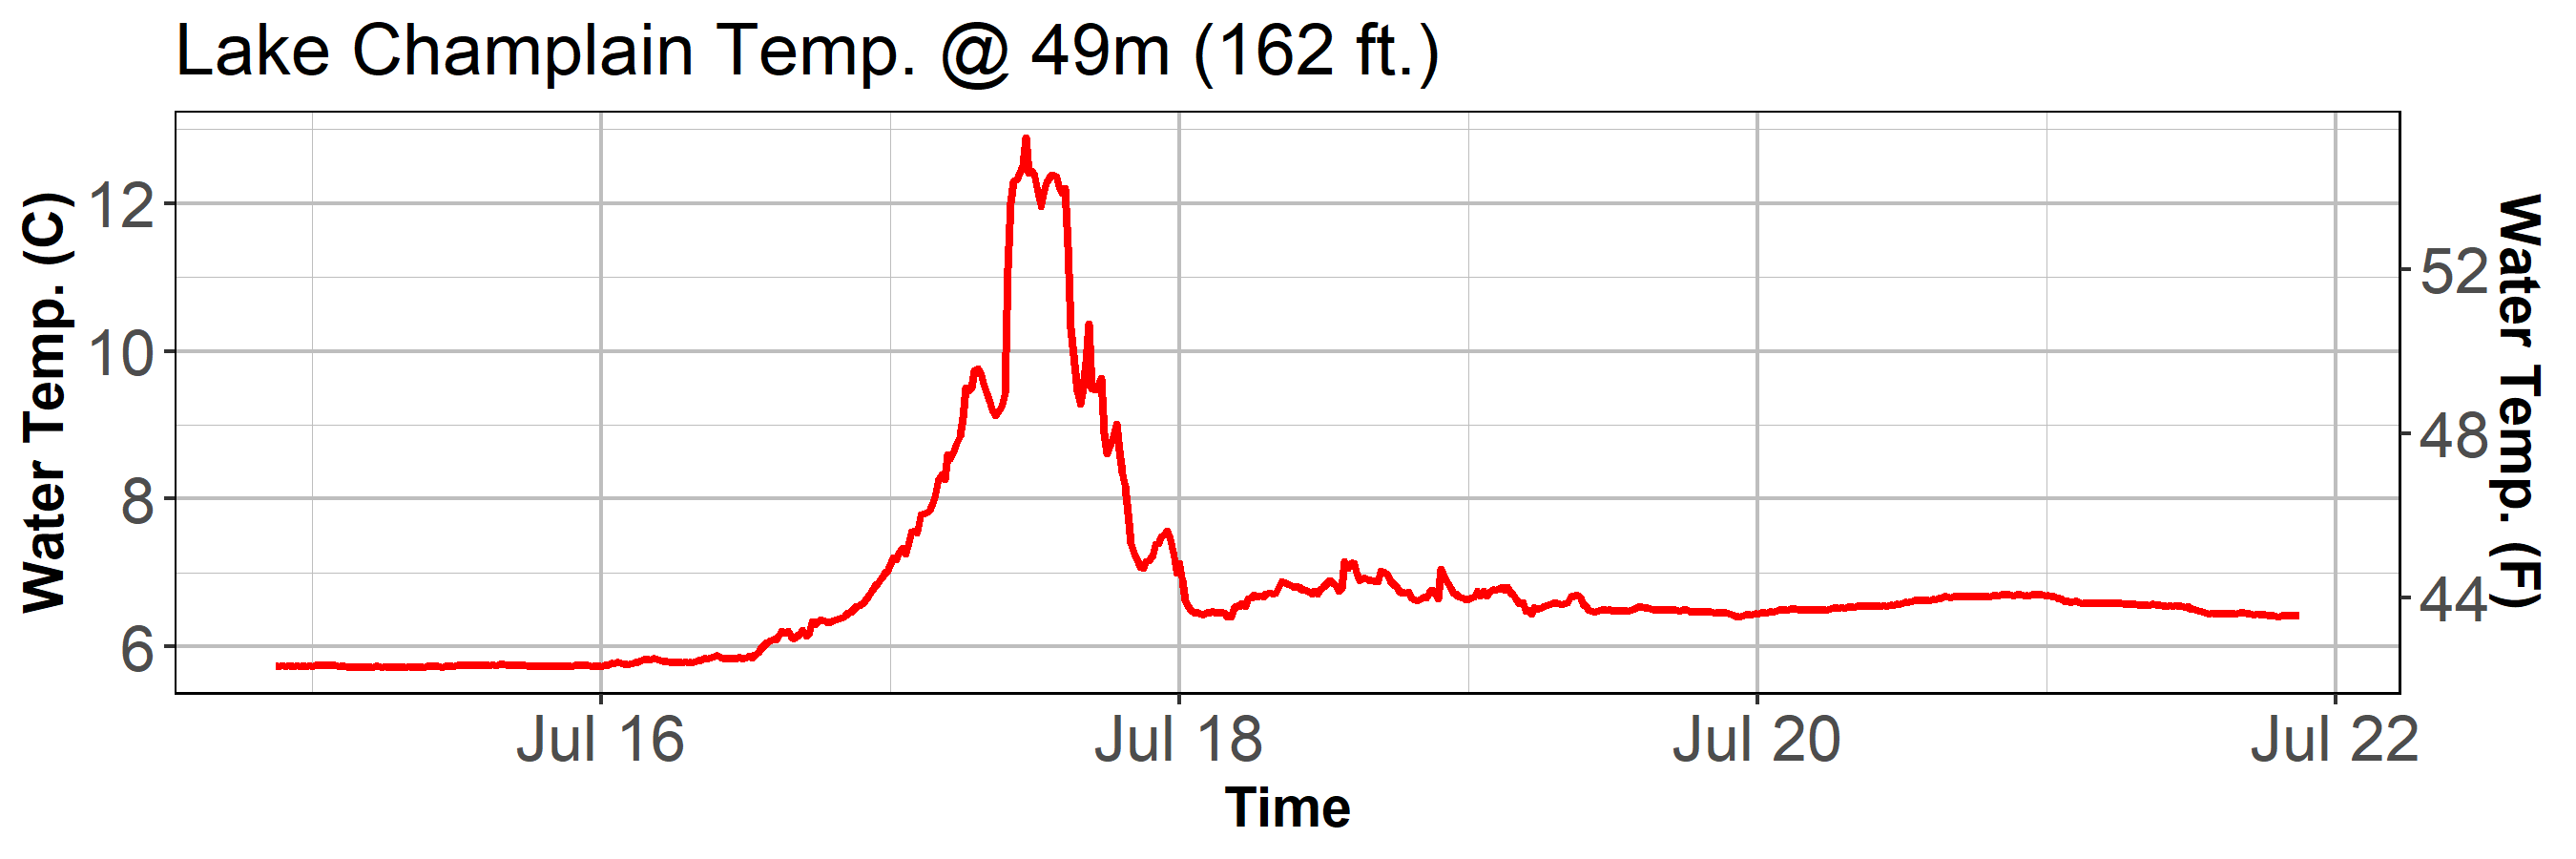 Lake Champlain Temp. @ 49m (162 ft.)
Water Temp. (C)
12
10
8
6
52
48
44
Water Temp. (F)
Jul 16 Jul 18 Jul 20 Jul 22
Time